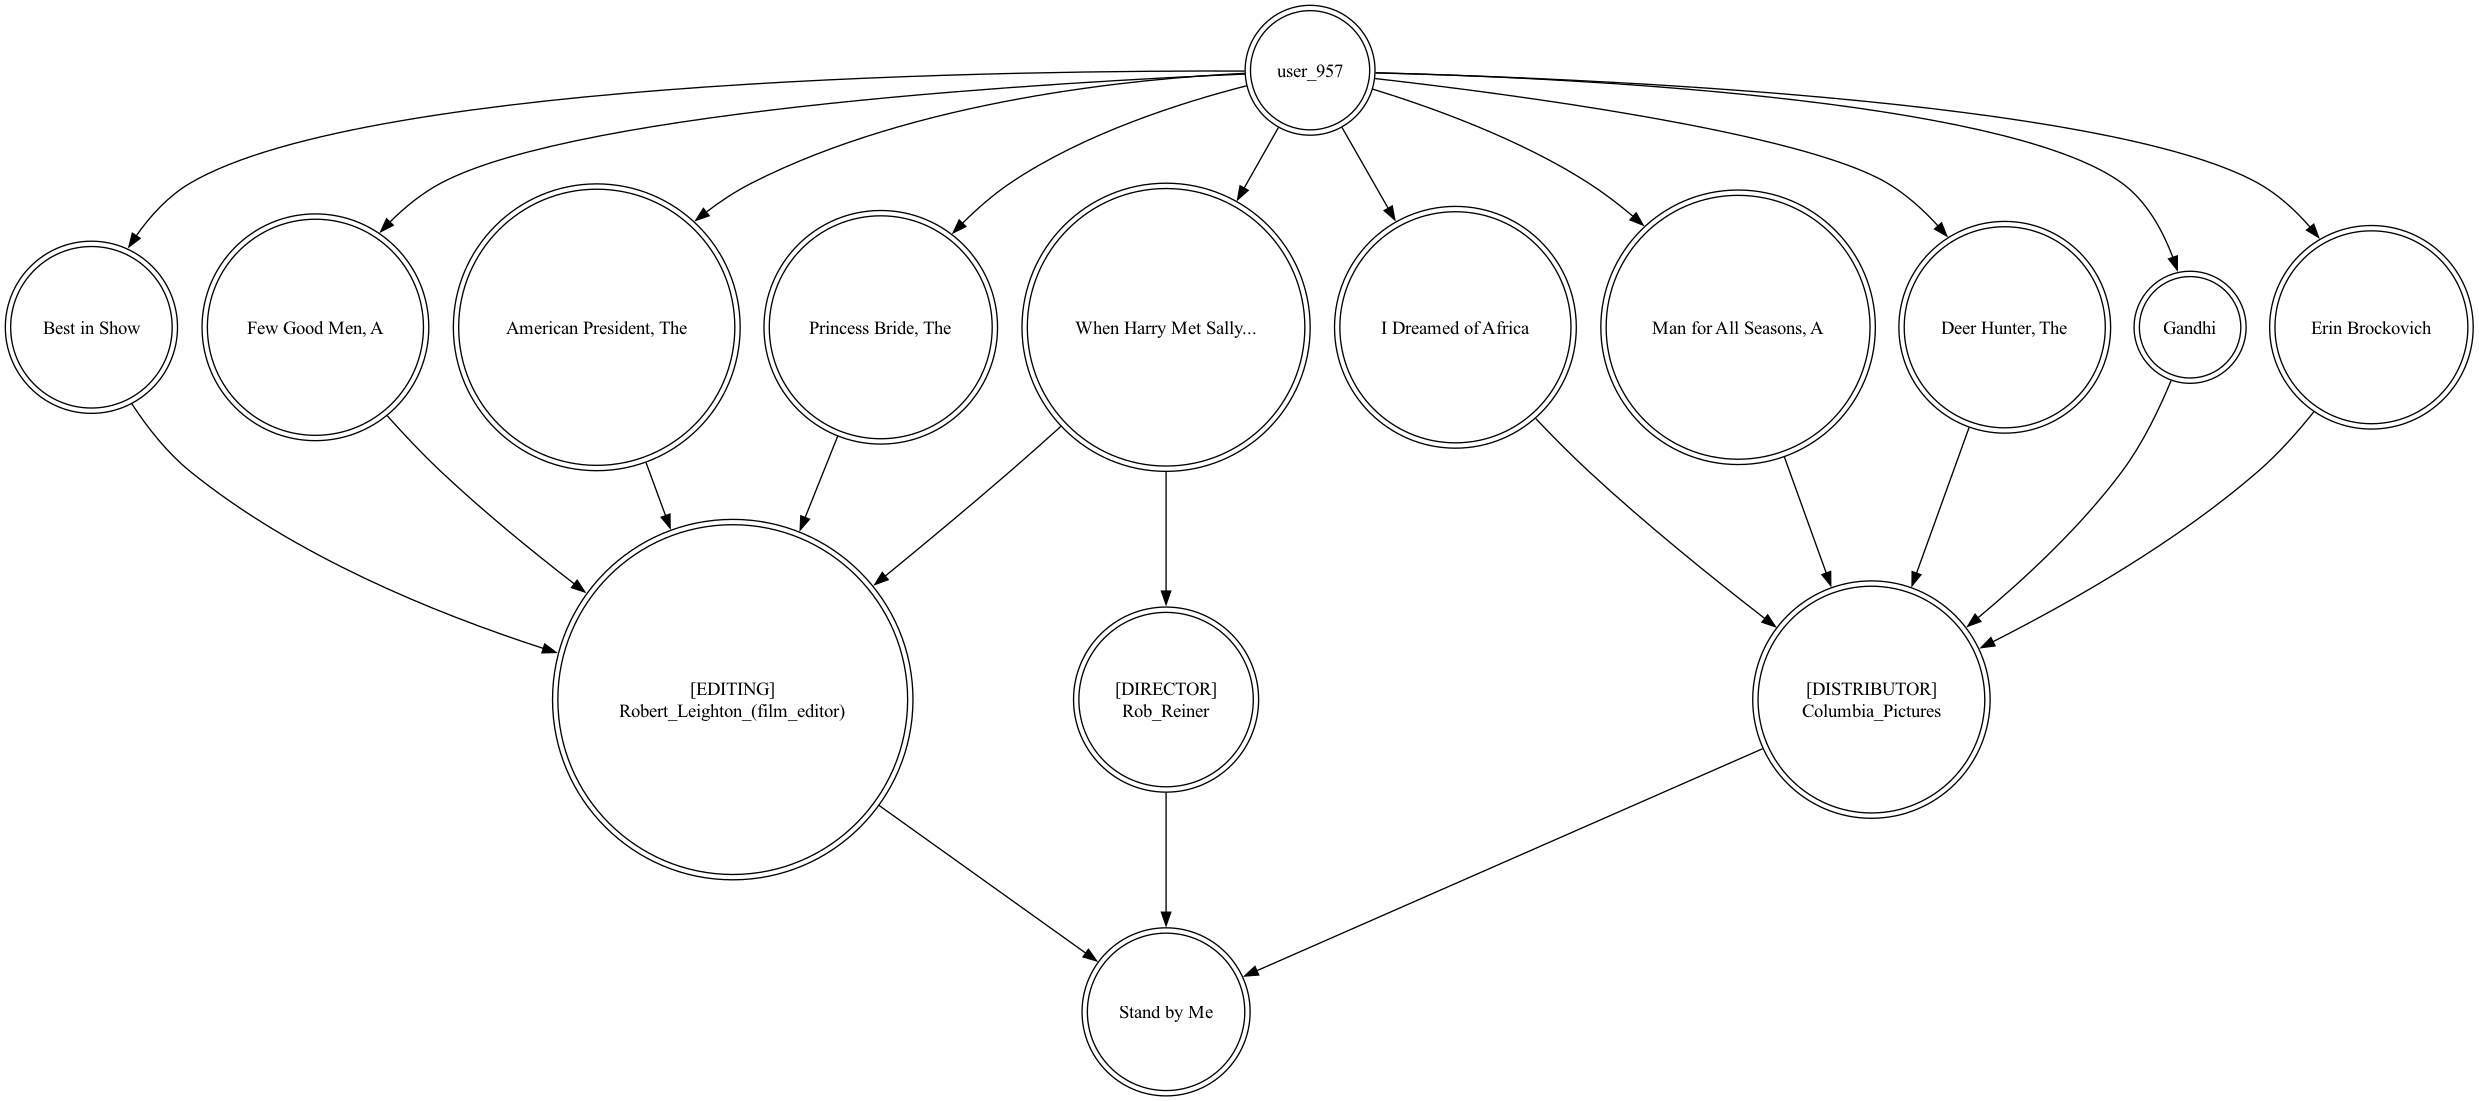 user_957
Best in Show
Few Good Men, A
American President, The
Princess Bride, The
When Harry Met Sally...
I Dreamed of Africa
Man for All Seasons, A
Deer Hunter, The
Gandhi
Erin Brockovich
[EDITING]
Robert_Leighton_(film_editor)
[DIRECTOR]
Rob_Reiner
[DISTRIBUTOR]
Columbia_Pictures
Stand by Me